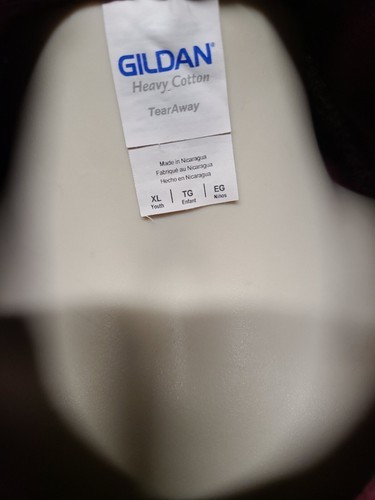 GILDAN®
Heavy Cotton
TearAway
Made in Nicaragua
Fabriqué au Nicaragua
Hecho en Nicaragua
XL | TG | EG
Youth Enfant Niños